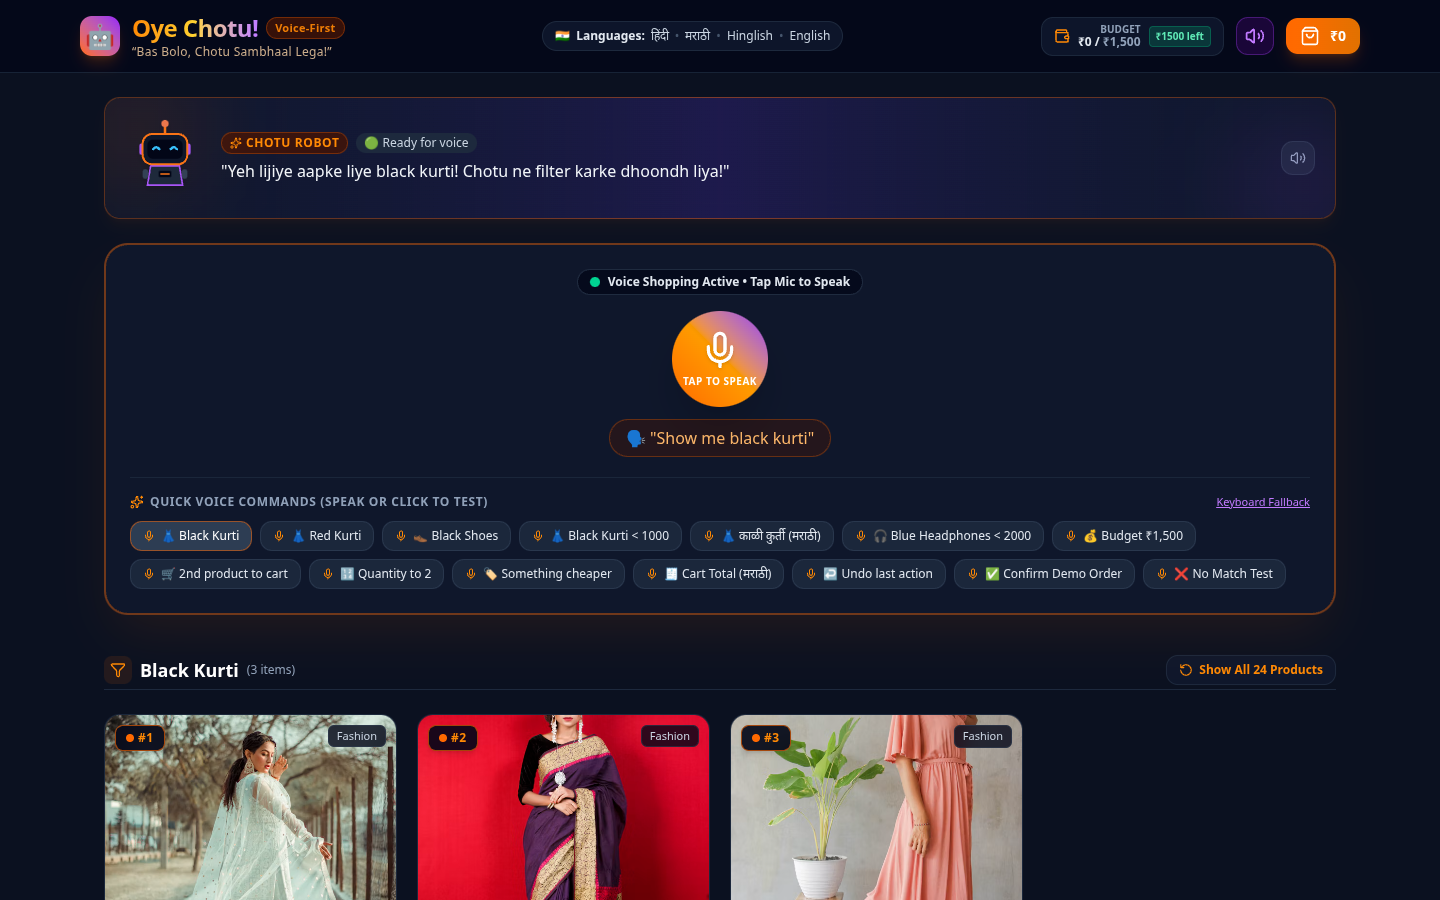 Oye Chotu! Voice-First
“Bas Bolo, Chotu Sambhaal Lega!”
🇮🇳 Languages: हिंदी • मराठी • Hinglish • English
BUDGET
₹0 / ₹1,500 ₹1500 left
₹0
CHOTU ROBOT 🟢 Ready for voice
"Yeh lijiye aapke liye black kurti! Chotu ne filter karke dhoondh liya!"
Voice Shopping Active • Tap Mic to Speak
TAP TO SPEAK
🗣️ "Show me black kurti"
QUICK VOICE COMMANDS (SPEAK OR CLICK TO TEST) Keyboard Fallback
👗 Black Kurti 👗 Red Kurti 👞 Black Shoes 👗 Black Kurti < 1000 👗 काळी कुर्ती (मराठी) 🎧 Blue Headphones < 2000 💰 Budget ₹1,500
🛒 2nd product to cart 🔢 Quantity to 2 🏷️ Something cheaper 🧾 Cart Total (मराठी) ↩️ Undo last action ✅ Confirm Demo Order ❌ No Match Test
Black Kurti (3 items) Show All 24 Products
#1 Fashion #2 Fashion #3 Fashion